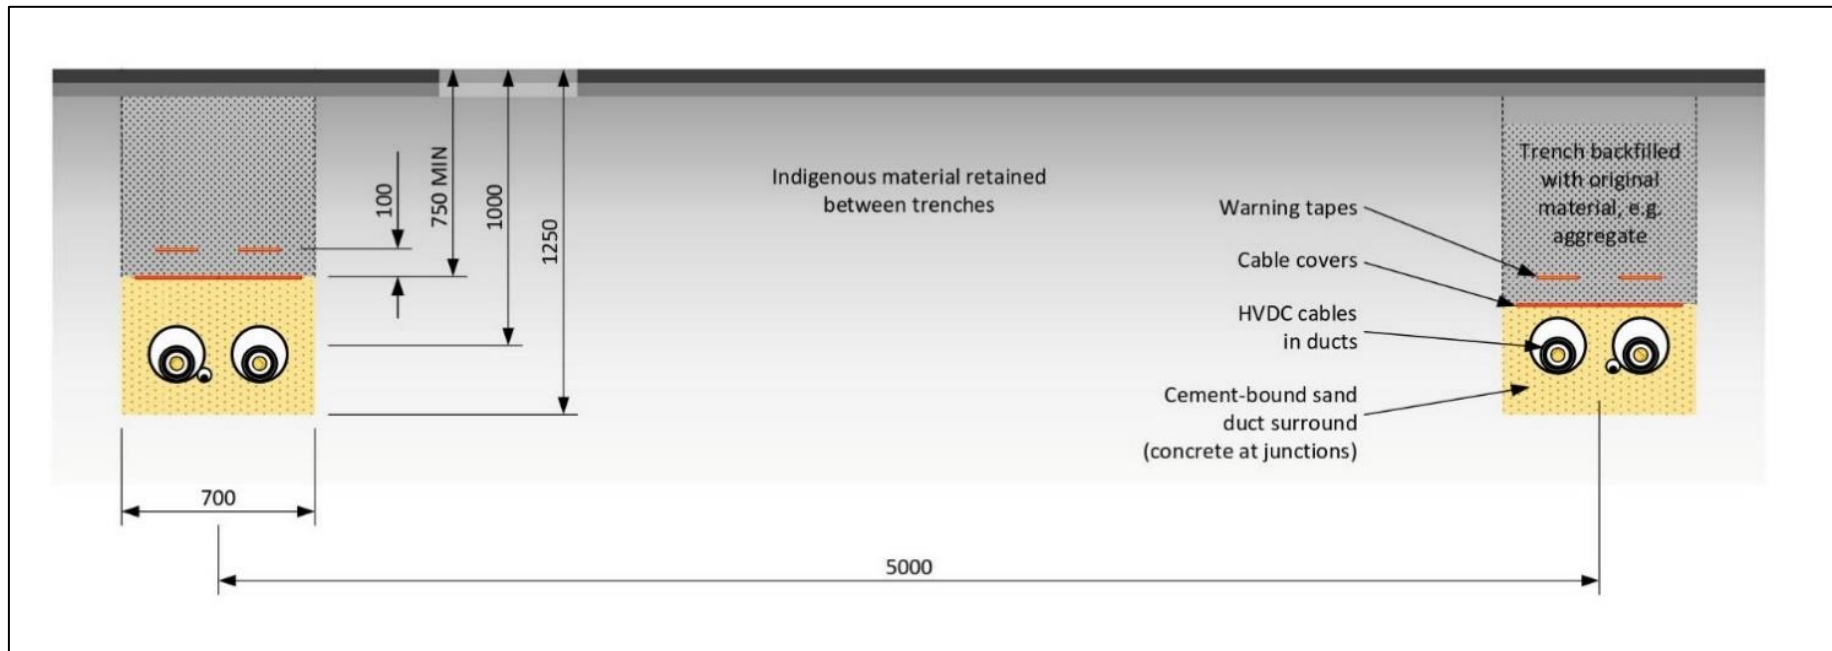 100
750 MIN
1000
1250
Indigenous material retained
between trenches
Warning tapes
Cable covers
HVDC cables
in ducts
Cement-bound sand
duct surround
(concrete at junctions)
Trench backfilled
with original
material, e.g.
aggregate
700
5000